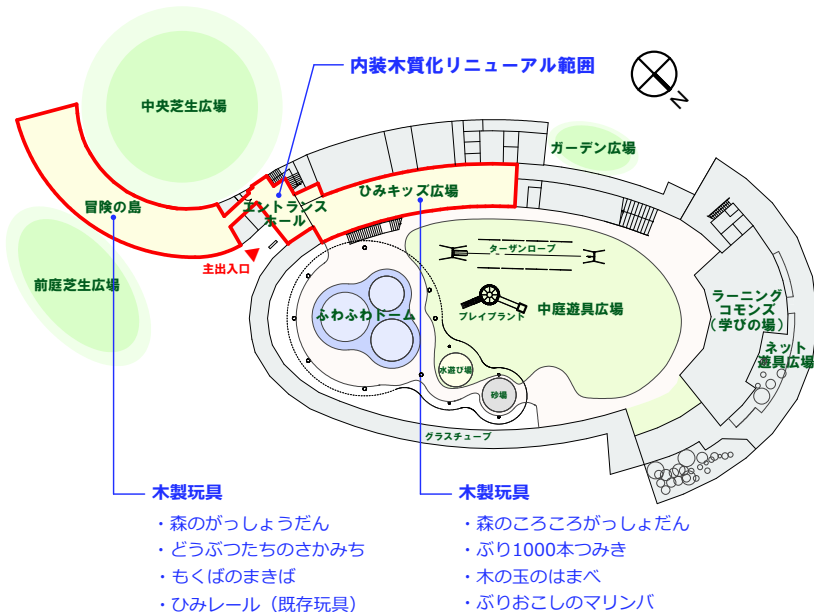 内装木質化リニューアル範囲
N
中央芝生広場
ガーデン広場
ひみキッズ広場
冒険の島
エントランス
ホール
主出入口
前庭芝生広場
ターザンロープ
プレイプラント
中庭遊具広場
ふわふわドーム
ラーニング
コモンズ
（学びの場）
ネット
遊具広場
水遊び場
砂場
グラスチューブ
木製玩具
・森のがっしょうだん
・どうぶつたちのさかみち
・もくばのまきば
・ひみレール（既存玩具）
木製玩具
・森のころころがっしょだん
・ぶり1000本つみき
・木の玉のはまべ
・ぶりおこしのマリンバ